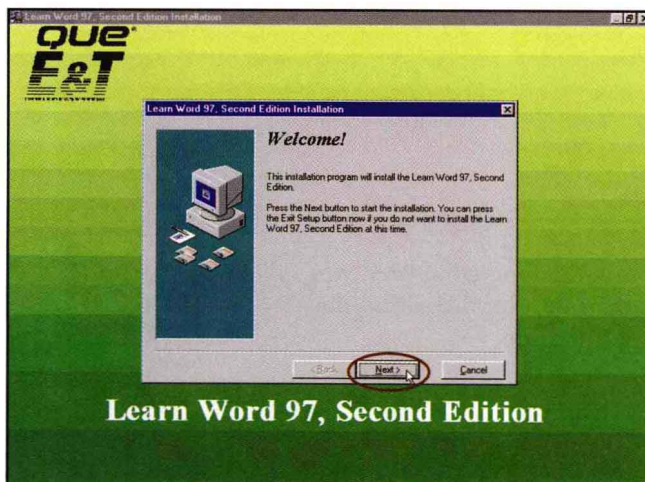 Learn Word 97, Second Edition Installation
que®
E&T
Learn Word 97, Second Edition Installation
Welcome!
This installation program will install the Learn Word 97, Second
Edition.
Press the Next button to start the installation. You can press
the Exit Setup button now if you do not want to install the Learn
Word 97, Second Edition at this time.
< Back
Next >
Cancel
Learn Word 97, Second Edition